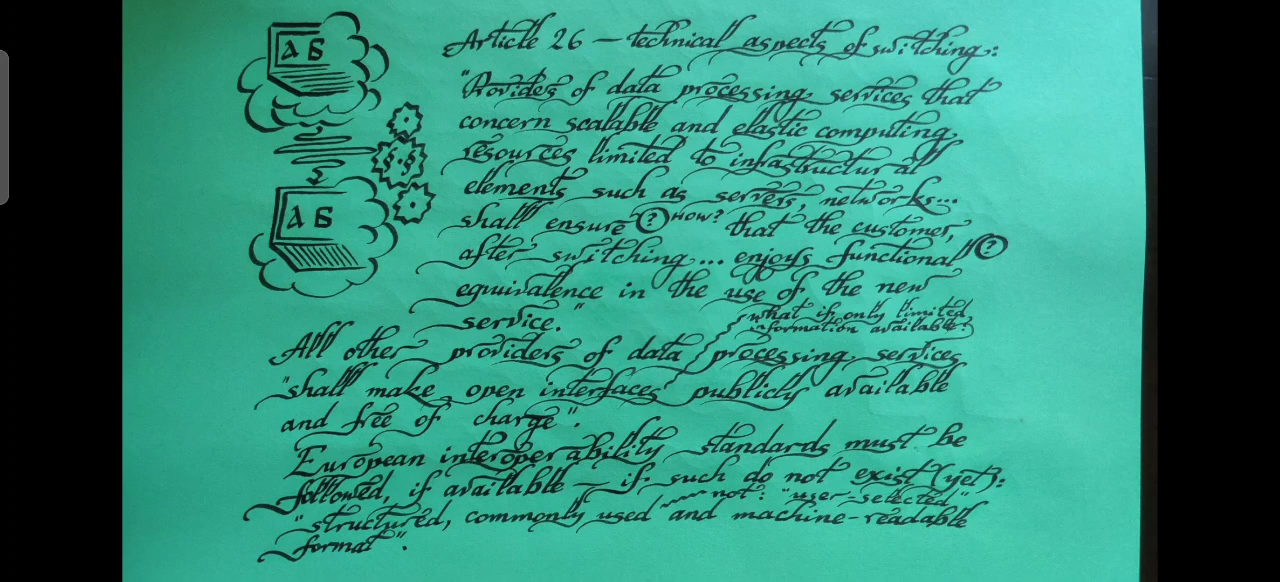 A B
A B
§ §
Article 26 – technical aspects of switching:
"Providers of data processing services that
concern scalable and elastic computing
resources limited to infrastructural
elements such as servers, networks...
shall ensure ? HOW? that the customer,
after switching... enjoys functional ?
equivalence in the use of the new
service."
what if only limited
information available?
All other providers of data processing services
"shall make open interfaces publicly available
and free of charge".
European interoperability standards must be
followed, if available – if such do not exist (yet):
not: "user-selected"
"structured, commonly used and machine-readable
format".